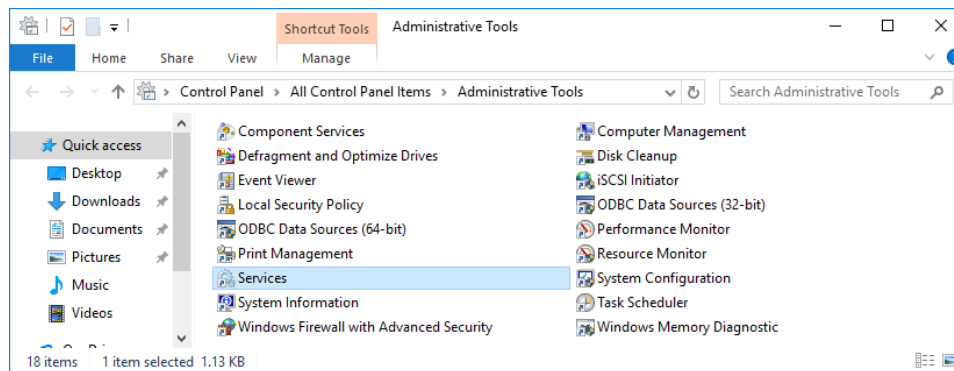 Shortcut Tools Administrative Tools
File Home Share View Manage
Control Panel > All Control Panel Items > Administrative Tools Search Administrative Tools
Quick access
Desktop
Downloads
Documents
Pictures
Music
Videos
Component Services Computer Management
Defragment and Optimize Drives Disk Cleanup
Event Viewer iSCSI Initiator
Local Security Policy ODBC Data Sources (32-bit)
ODBC Data Sources (64-bit) Performance Monitor
Print Management Resource Monitor
Services System Configuration
System Information Task Scheduler
Windows Firewall with Advanced Security Windows Memory Diagnostic
18 items 1 item selected 1.13 KB